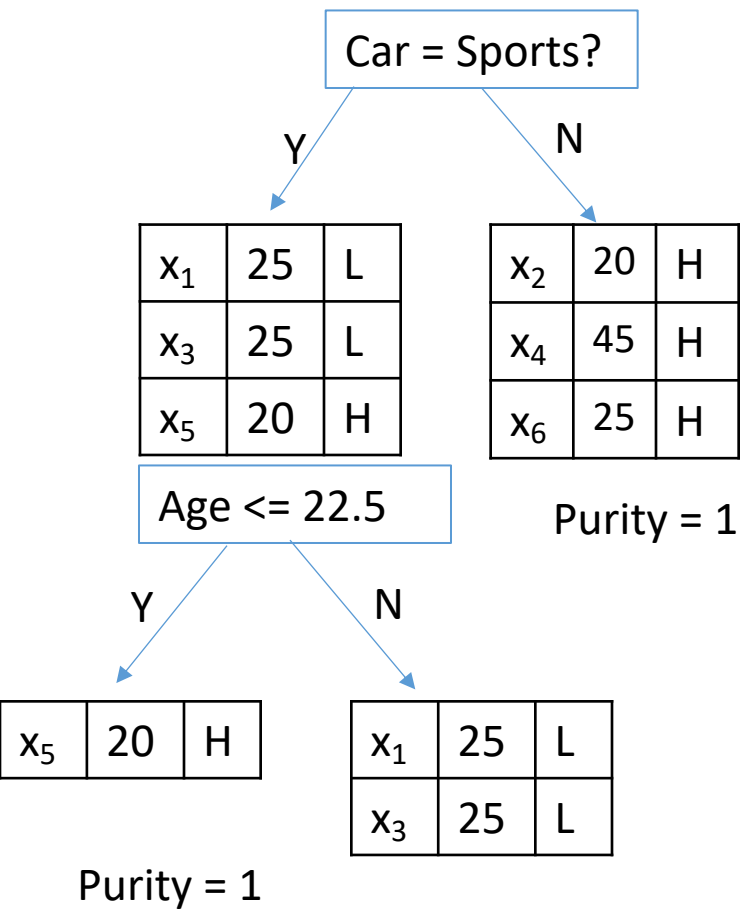 Car = Sports?
Y
N
x₁ 25 L
x₃ 25 L
x₅ 20 H
x₂ 20 H
x₄ 45 H
x₆ 25 H
Age <= 22.5
Purity = 1
Y
N
x₅ 20 H
x₁ 25 L
x₃ 25 L
Purity = 1